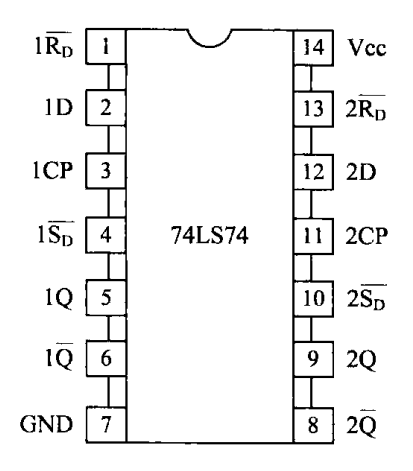 1R̅D̅ 1 14 Vcc
1D 2 13 2R̅D̅
1CP 3 12 2D
1S̅D̅ 4 74LS74 11 2CP
1Q 5 10 2S̅D̅
1Q̅ 6 9 2Q
GND 7 8 2Q̅